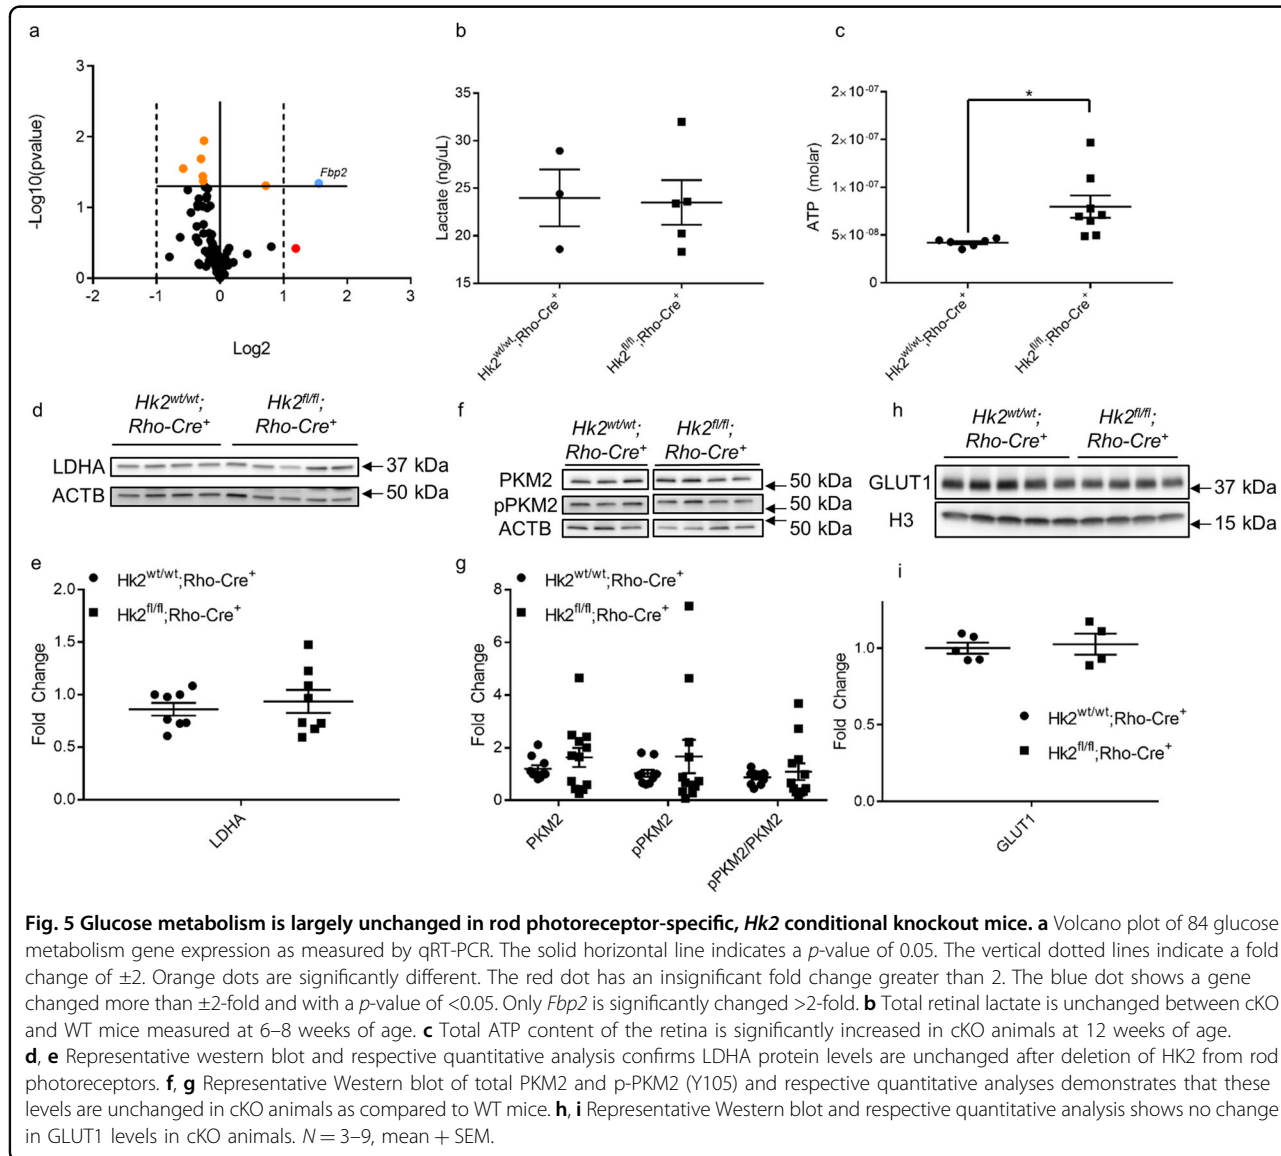 a
3
2
1
0
-2
-1
0
1
2
3
-Log10(pvalue)
Log2
Fbp2
b
35
30
25
20
15
Lactate (ng/uL)
Hk2wt/wt;Rho-Cre+
Hk2fl/fl;Rho-Cre+
c
2×10-07
2×10-07
1×10-07
5×10-08
0
ATP (molar)
*
Hk2wt/wt;Rho-Cre+
Hk2fl/fl;Rho-Cre+
d
Hk2wt/wt;
Rho-Cre+
Hk2fl/fl;
Rho-Cre+
LDHA
37 kDa
ACTB
50 kDa
f
Hk2wt/wt;
Rho-Cre+
Hk2fl/fl;
Rho-Cre+
PKM2
50 kDa
pPKM2
50 kDa
ACTB
50 kDa
h
Hk2wt/wt;
Rho-Cre+
Hk2fl/fl;
Rho-Cre+
GLUT1
37 kDa
H3
15 kDa
e
Hk2wt/wt;Rho-Cre+
Hk2fl/fl;Rho-Cre+
2.0
1.5
1.0
0.5
0.0
Fold Change
LDHA
g
Hk2wt/wt;Rho-Cre+
Hk2fl/fl;Rho-Cre+
8
6
4
2
0
Fold Change
PKM2
pPKM2
pPKM2/PKM2
i
1.0
0.5
0.0
Fold Change
Hk2wt/wt;Rho-Cre+
Hk2fl/fl;Rho-Cre+
GLUT1
Fig. 5 Glucose metabolism is largely unchanged in rod photoreceptor-specific, Hk2 conditional knockout mice. a Volcano plot of 84 glucose
metabolism gene expression as measured by qRT-PCR. The solid horizontal line indicates a p-value of 0.05. The vertical dotted lines indicate a fold
change of ±2. Orange dots are significantly different. The red dot has an insignificant fold change greater than 2. The blue dot shows a gene
changed more than ±2-fold and with a p-value of <0.05. Only Fbp2 is significantly changed >2-fold. b Total retinal lactate is unchanged between cKO
and WT mice measured at 6–8 weeks of age. c Total ATP content of the retina is significantly increased in cKO animals at 12 weeks of age.
d, e Representative western blot and respective quantitative analysis confirms LDHA protein levels are unchanged after deletion of HK2 from rod
photoreceptors. f, g Representative Western blot of total PKM2 and p-PKM2 (Y105) and respective quantitative analyses demonstrates that these
levels are unchanged in cKO animals as compared to WT mice. h, i Representative Western blot and respective quantitative analysis shows no change
in GLUT1 levels in cKO animals. N = 3–9, mean + SEM.